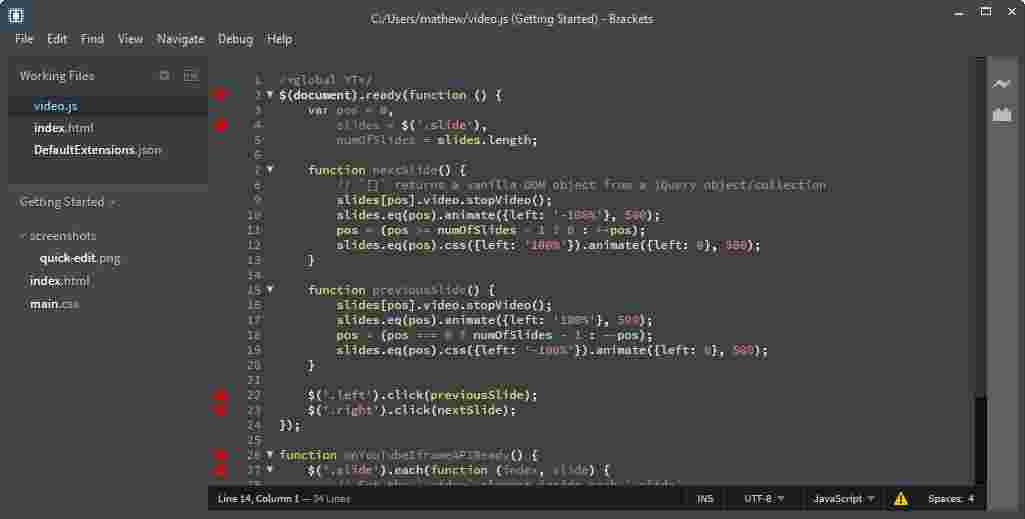 C:/Users/mathew/video.js (Getting Started) - Brackets
File Edit Find View Navigate Debug Help
Working Files
video.js
index.html
DefaultExtensions.json
Getting Started
screenshots
quick-edit.png
index.html
main.css
1 /*global YT*/
2 $(document).ready(function () {
3 var pos = 0,
4 slides = $('.slide'),
5 numOfSlides = slides.length;
6
7 function nextSlide() {
8 // `[]` returns a vanilla DOM object from a jQuery object/collection
9 slides[pos].video.stopVideo();
10 slides.eq(pos).animate({left: '-100%'}, 500);
11 pos = (pos >= numOfSlides - 1 ? 0 : ++pos);
12 slides.eq(pos).css({left: '100%'}).animate({left: 0}, 500);
13 }
14
15 function previousSlide() {
16 slides[pos].video.stopVideo();
17 slides.eq(pos).animate({left: '100%'}, 500);
18 pos = (pos === 0 ? numOfSlides - 1 : --pos);
19 slides.eq(pos).css({left: '-100%'}).animate({left: 0}, 500);
20 }
21
22 $('.left').click(previousSlide);
23 $('.right').click(nextSlide);
24 });
25
26 function onYouTubeIframeAPIReady() {
27 $('.slide').each(function (index, slide) {
Line 14, Column 1 — 34 Lines
INS UTF-8 JavaScript Spaces: 4